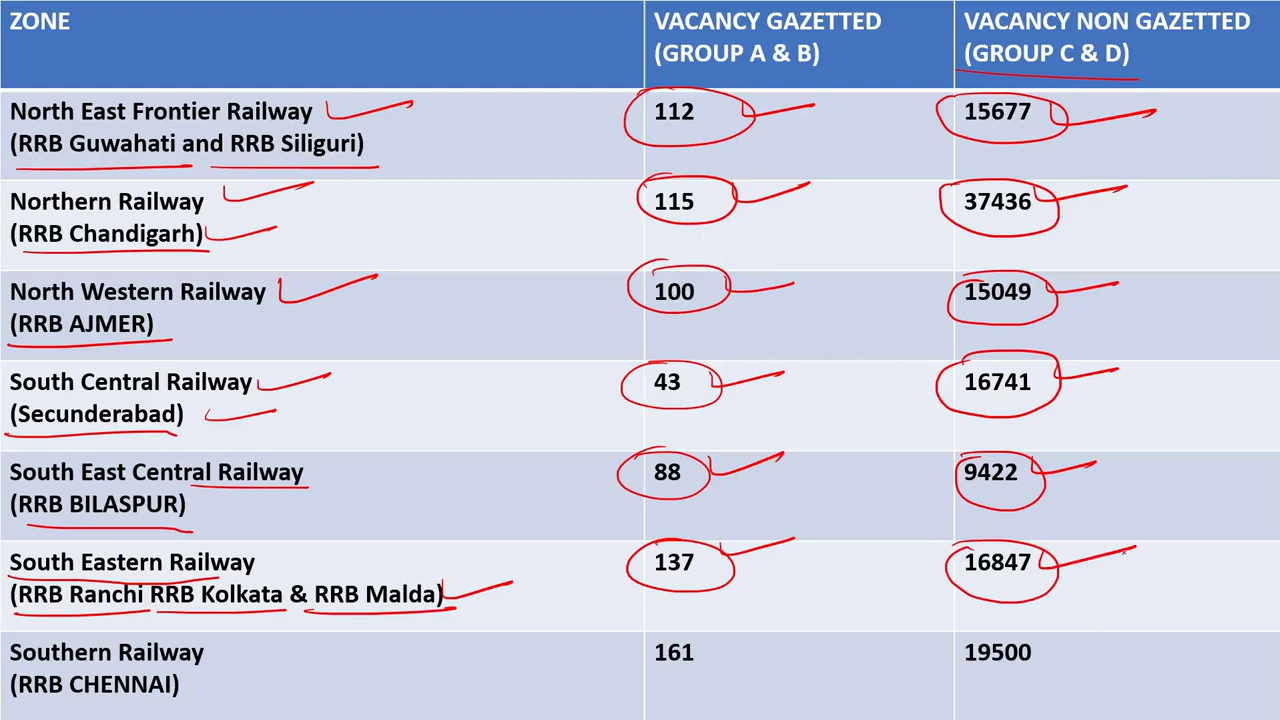 ZONE
VACANCY GAZETTED
(GROUP A & B)
VACANCY NON GAZETTED
(GROUP C & D)
North East Frontier Railway
(RRB Guwahati and RRB Siliguri)
112
15677
Northern Railway
(RRB Chandigarh)
115
37436
North Western Railway
(RRB AJMER)
100
15049
South Central Railway
(Secunderabad)
43
16741
South East Central Railway
(RRB BILASPUR)
88
9422
South Eastern Railway
(RRB Ranchi RRB Kolkata & RRB Malda)
137
16847
Southern Railway
(RRB CHENNAI)
161
19500